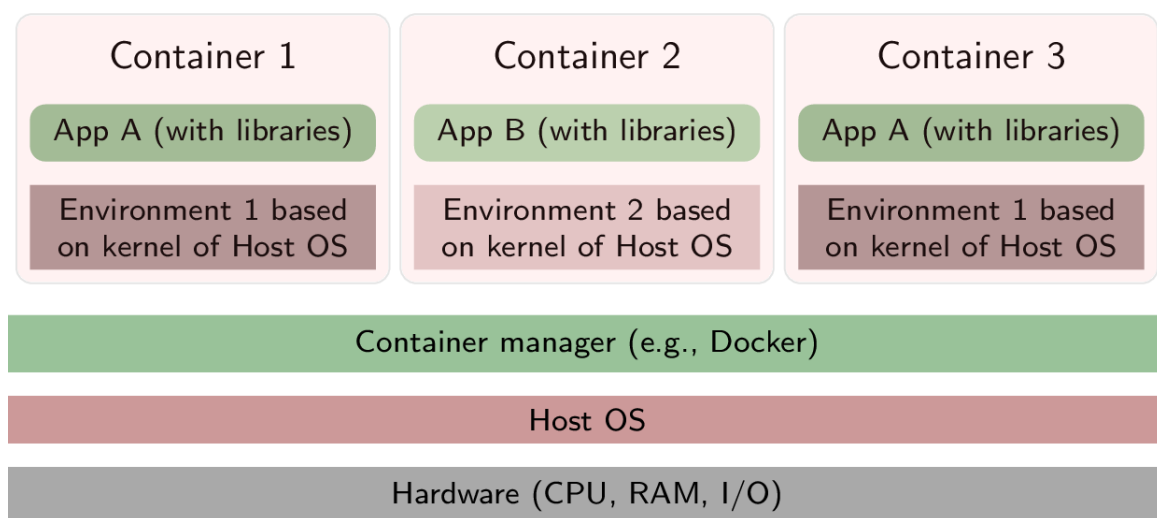 Container 1
Container 2
Container 3
App A (with libraries)
App B (with libraries)
App A (with libraries)
Environment 1 based
on kernel of Host OS
Environment 2 based
on kernel of Host OS
Environment 1 based
on kernel of Host OS
Container manager (e.g., Docker)
Host OS
Hardware (CPU, RAM, I/O)